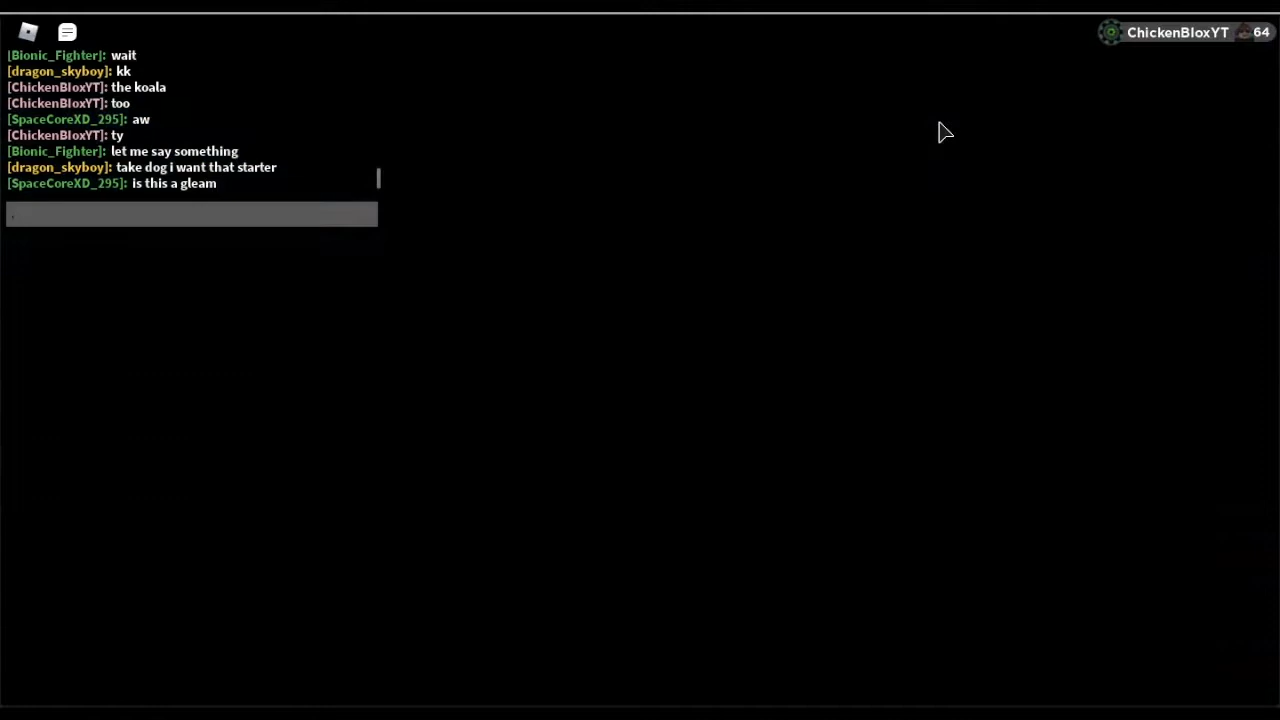 [Bionic_Fighter]: wait
[dragon_skyboy]: kk
[ChickenBloxYT]: the koala
[ChickenBloxYT]: too
[SpaceCoreXD_295]: aw
[ChickenBloxYT]: ty
[Bionic_Fighter]: let me say something
[dragon_skyboy]: take dog i want that starter
[SpaceCoreXD_295]: is this a gleam
ChickenBloxYT 64